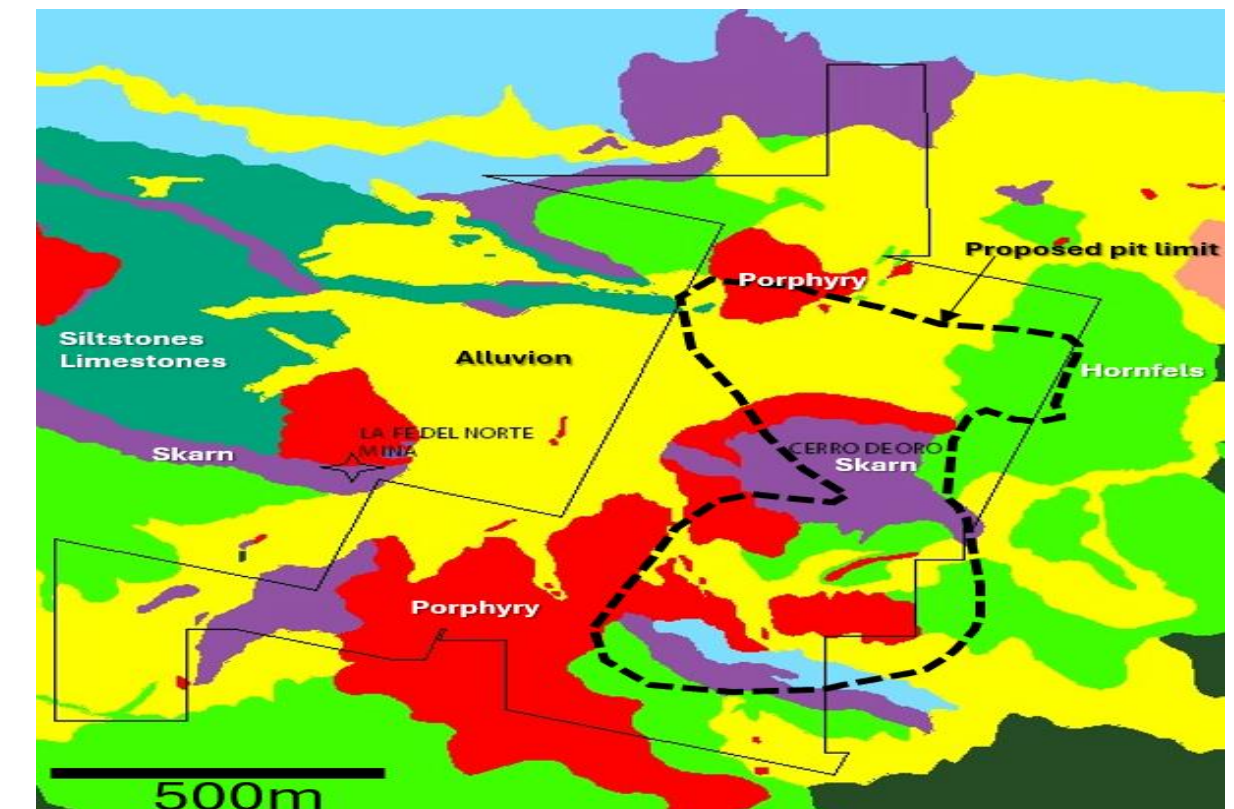 Proposed pit limit
Porphyry
Siltstones
Limestones
Alluvion
Hornfels
LA FE DEL NORTE
MINA
CERRO DE ORO
Skarn
Skarn
Porphyry
500m